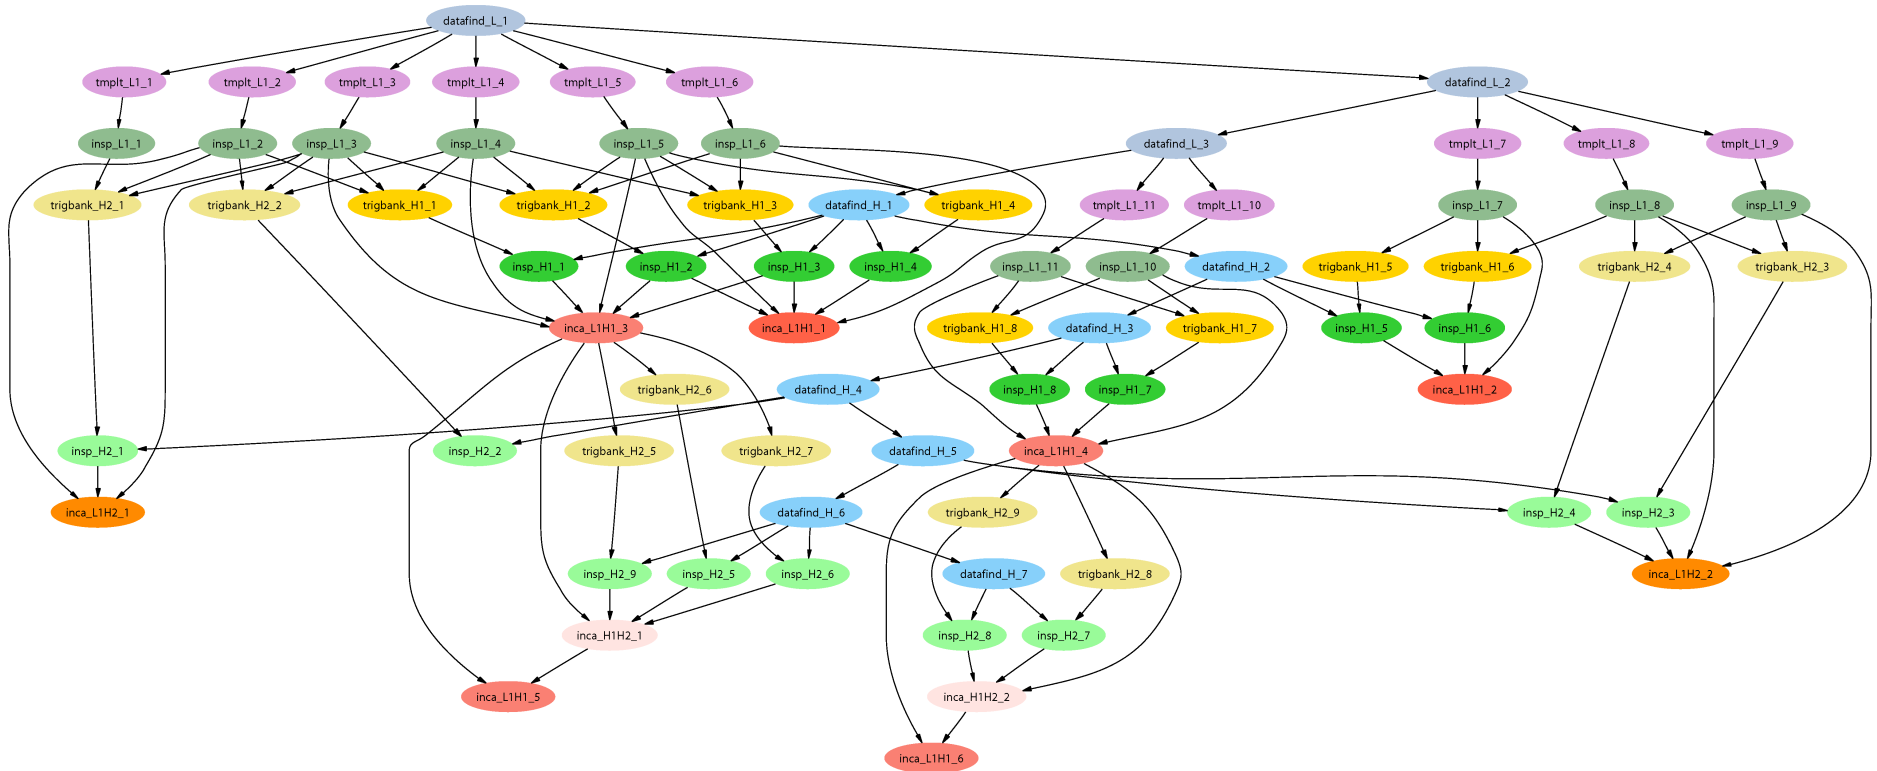 datafind_L_1
tmplt_L1_1
tmplt_L1_2
tmplt_L1_3
tmplt_L1_4
tmplt_L1_5
tmplt_L1_6
datafind_L_2
insp_L1_1
insp_L1_2
insp_L1_3
insp_L1_4
insp_L1_5
insp_L1_6
datafind_L_3
tmplt_L1_7
tmplt_L1_8
tmplt_L1_9
trigbank_H2_1
trigbank_H2_2
trigbank_H1_1
trigbank_H1_2
trigbank_H1_3
datafind_H_1
trigbank_H1_4
tmplt_L1_11
tmplt_L1_10
insp_L1_7
insp_L1_8
insp_L1_9
insp_H1_1
insp_H1_2
insp_H1_3
insp_H1_4
insp_L1_11
insp_L1_10
datafind_H_2
trigbank_H1_5
trigbank_H1_6
trigbank_H2_4
trigbank_H2_3
inca_L1H1_3
inca_L1H1_1
trigbank_H1_8
datafind_H_3
trigbank_H1_7
insp_H1_5
insp_H1_6
trigbank_H2_6
datafind_H_4
insp_H1_8
insp_H1_7
inca_L1H1_2
insp_H2_1
insp_H2_2
trigbank_H2_5
trigbank_H2_7
datafind_H_5
inca_L1H1_4
inca_L1H2_1
datafind_H_6
trigbank_H2_9
insp_H2_4
insp_H2_3
insp_H2_9
insp_H2_5
insp_H2_6
datafind_H_7
trigbank_H2_8
inca_L1H2_2
inca_H1H2_1
insp_H2_8
insp_H2_7
inca_L1H1_5
inca_H1H2_2
inca_L1H1_6